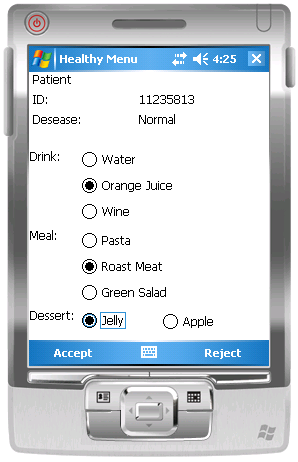 Healthy Menu 4:25
Patient
ID: 11235813
Desease: Normal
Drink: Water
Orange Juice
Wine
Meal: Pasta
Roast Meat
Green Salad
Dessert: Jelly Apple
Accept Reject